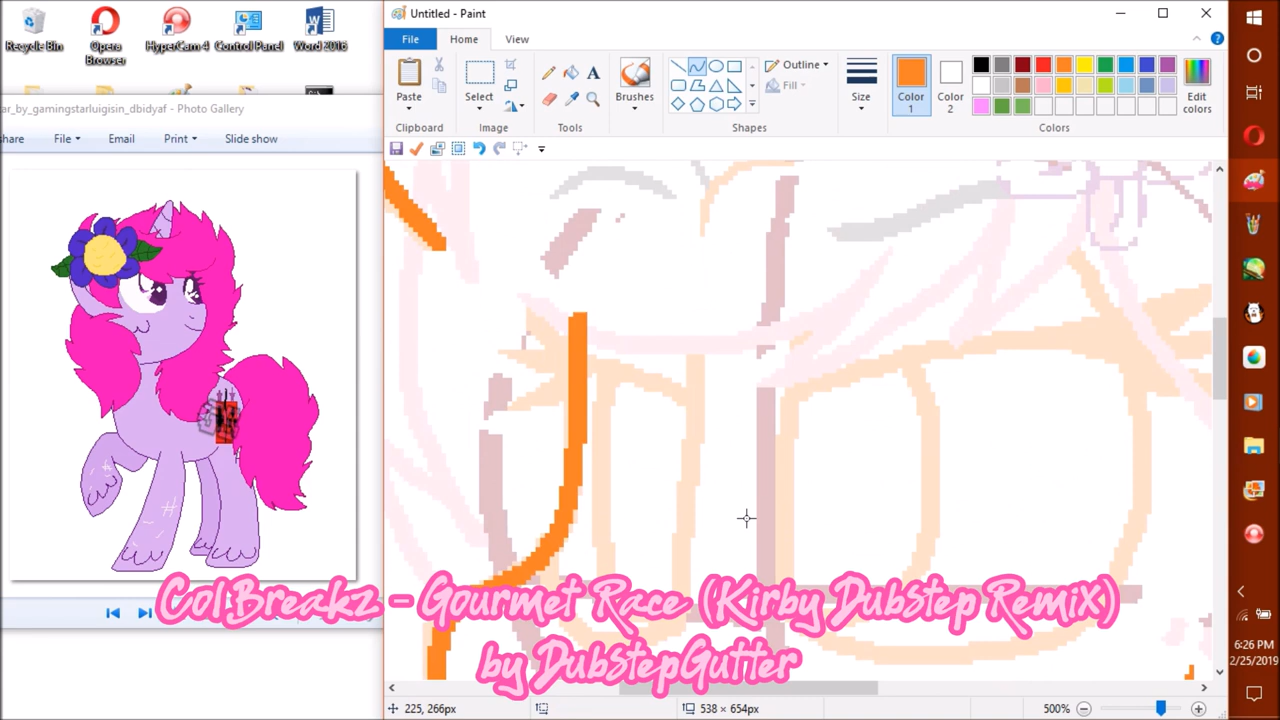 Recycle Bin
Opera Browser
HyperCam 4
Control Panel
Word 2016
ar_by_gamingstarluigisin_dbidyaf - Photo Gallery
share
File
Email
Print
Slide show
Untitled - Paint
File
Home
View
Paste
Clipboard
Select
Image
Tools
Brushes
Shapes
Outline
Fill
Size
Color 1
Color 2
Edit colors
Colors
ColBreakz - Gourmet Race (Kirby Dubstep Remix)
by DubstepGutter
225, 266px
538 × 654px
500%
6:26 PM
2/25/2019